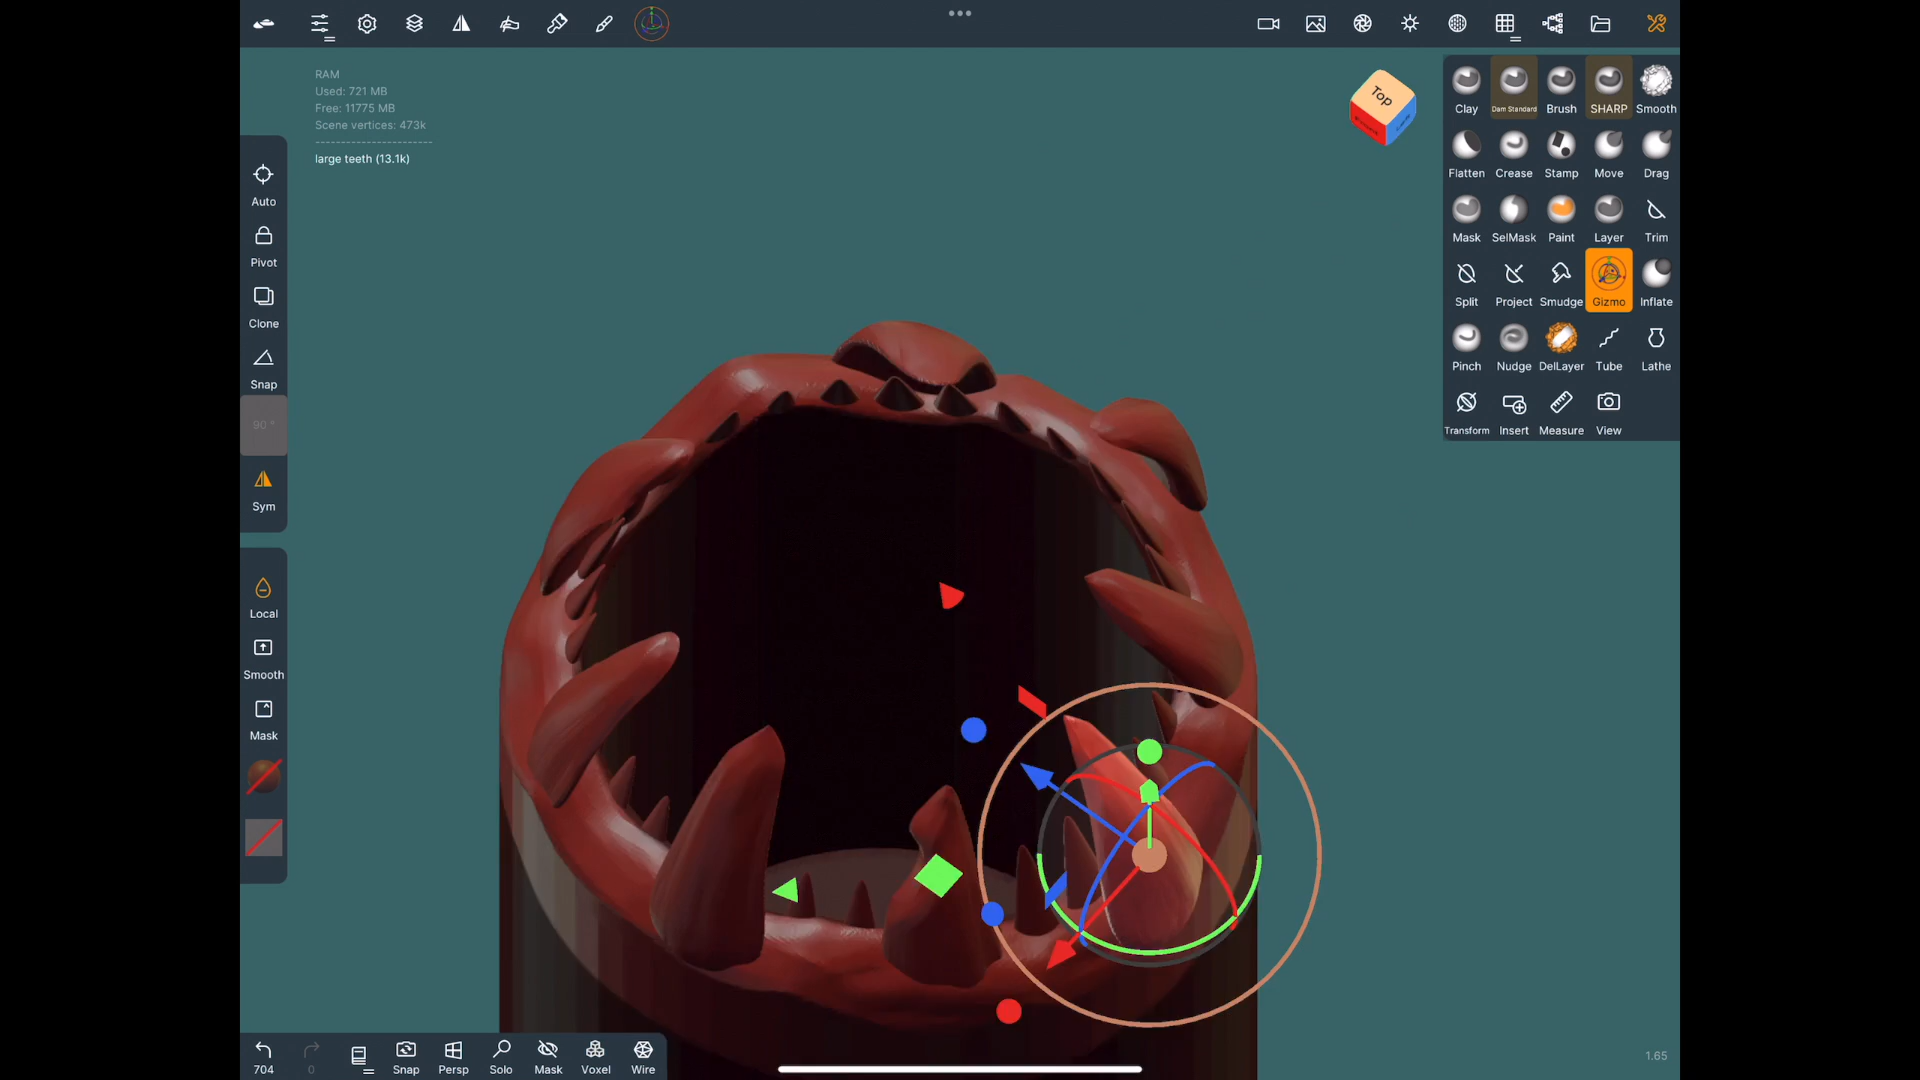 RAM
Used: 721 MB
Free: 11775 MB
Scene vertices: 473k
large teeth (13.1k)
Top
Clay
Dam Standard
Brush
SHARP
Smooth
Flatten
Crease
Stamp
Move
Drag
Mask
SelMask
Paint
Layer
Trim
Split
Project
Smudge
Gizmo
Inflate
Pinch
Nudge
DelLayer
Tube
Lathe
Transform
Insert
Measure
View
Auto
Pivot
Clone
Snap
90 °
Sym
Local
Smooth
Mask
704
0
Snap
Persp
Solo
Mask
Voxel
Wire
1.65